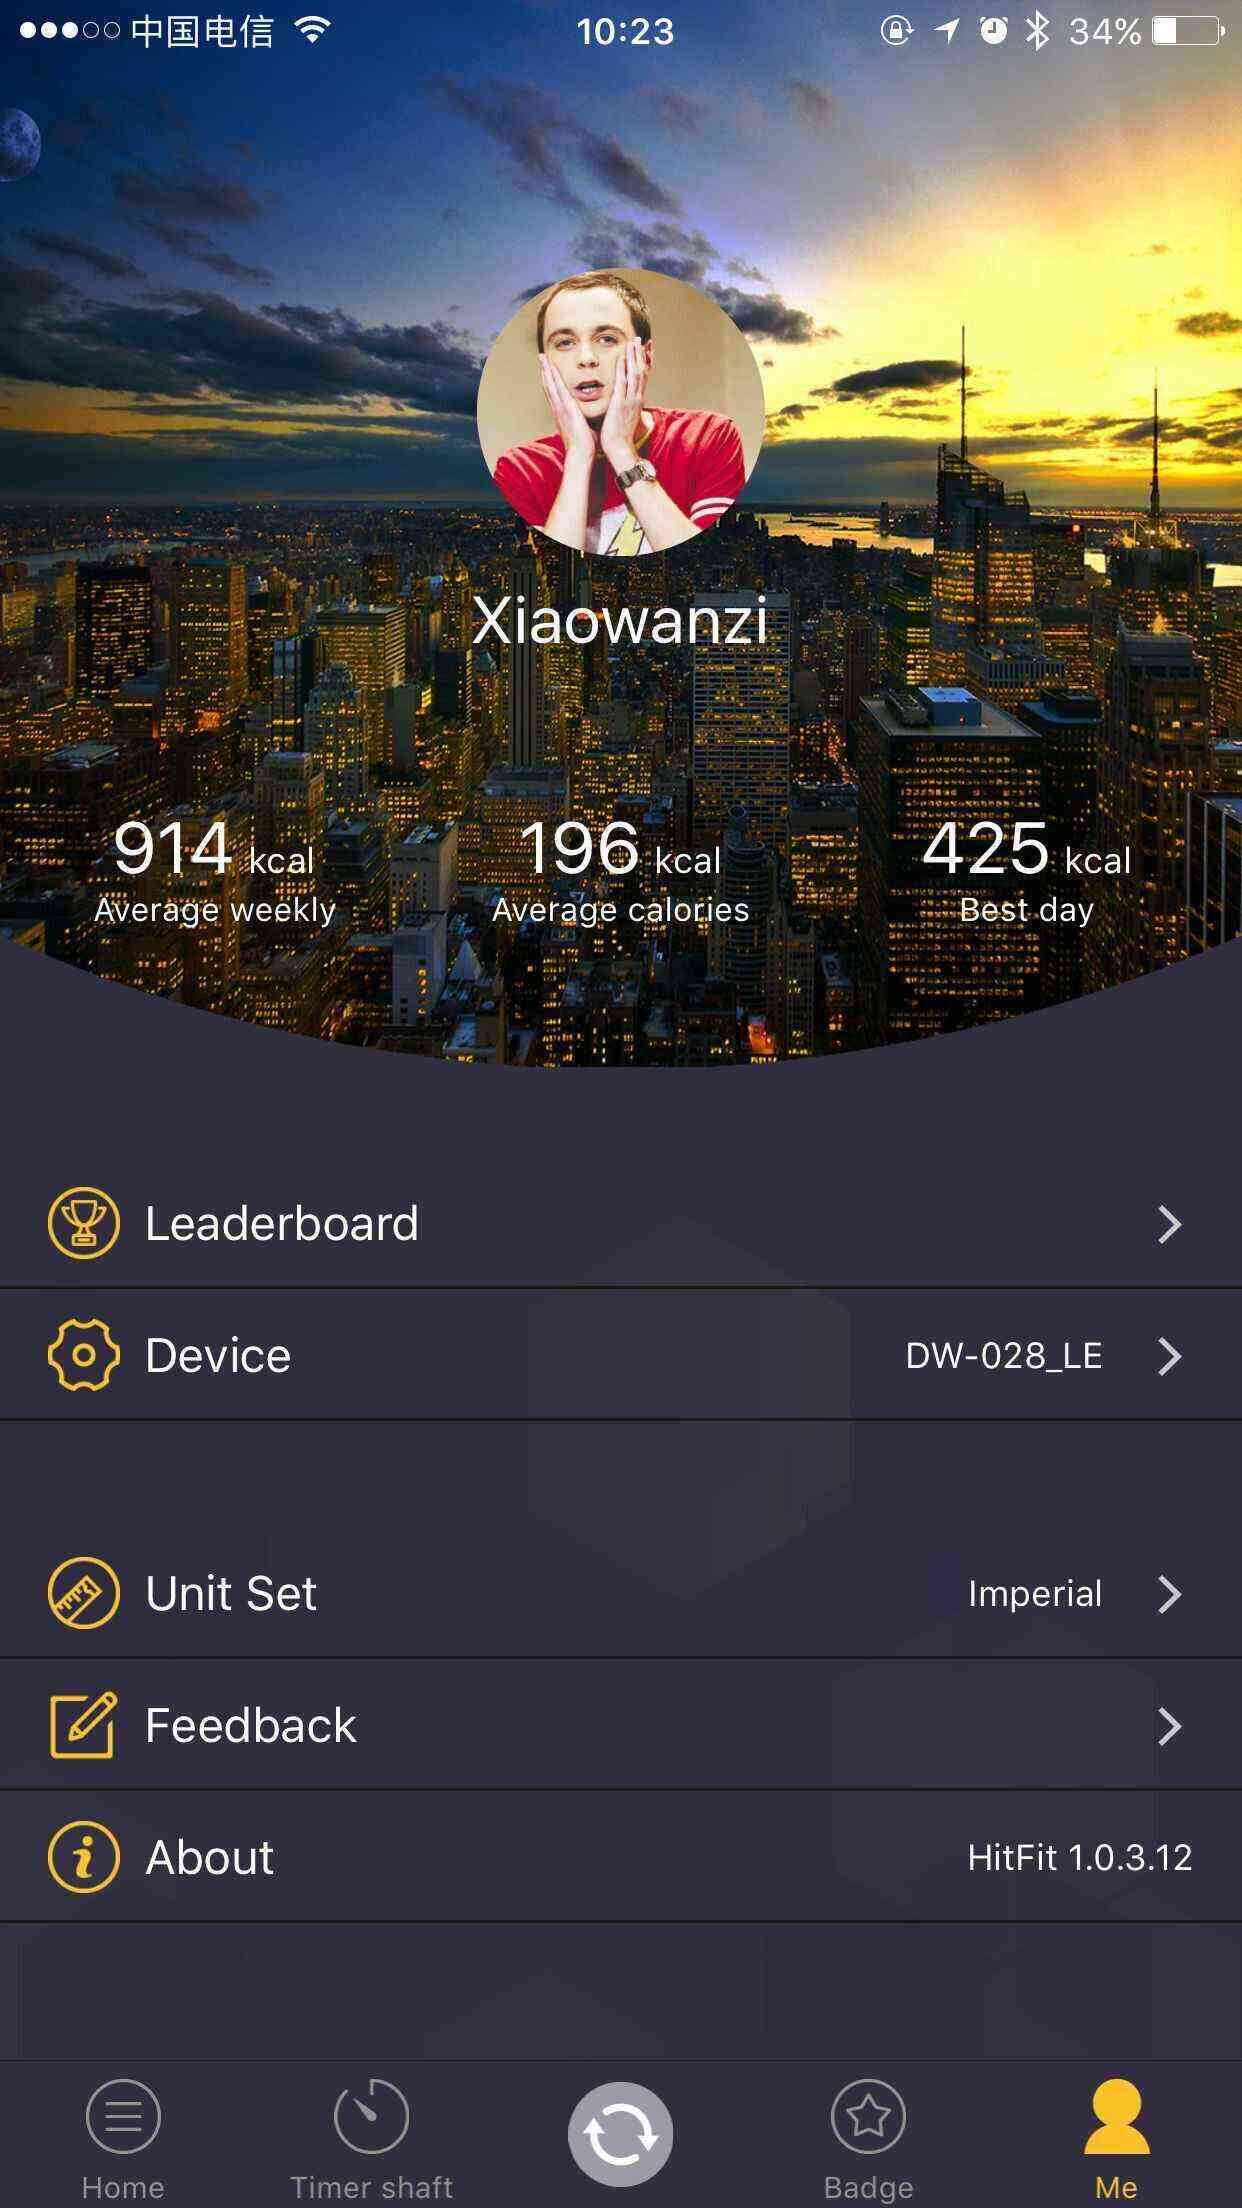 中国电信 10:23 34%
Xiaowanzi
914 kcal 196 kcal 425 kcal
Average weekly Average calories Best day
Leaderboard
Device DW-028_LE
Unit Set Imperial
Feedback
About HitFit 1.0.3.12
Home Timer shaft Badge Me